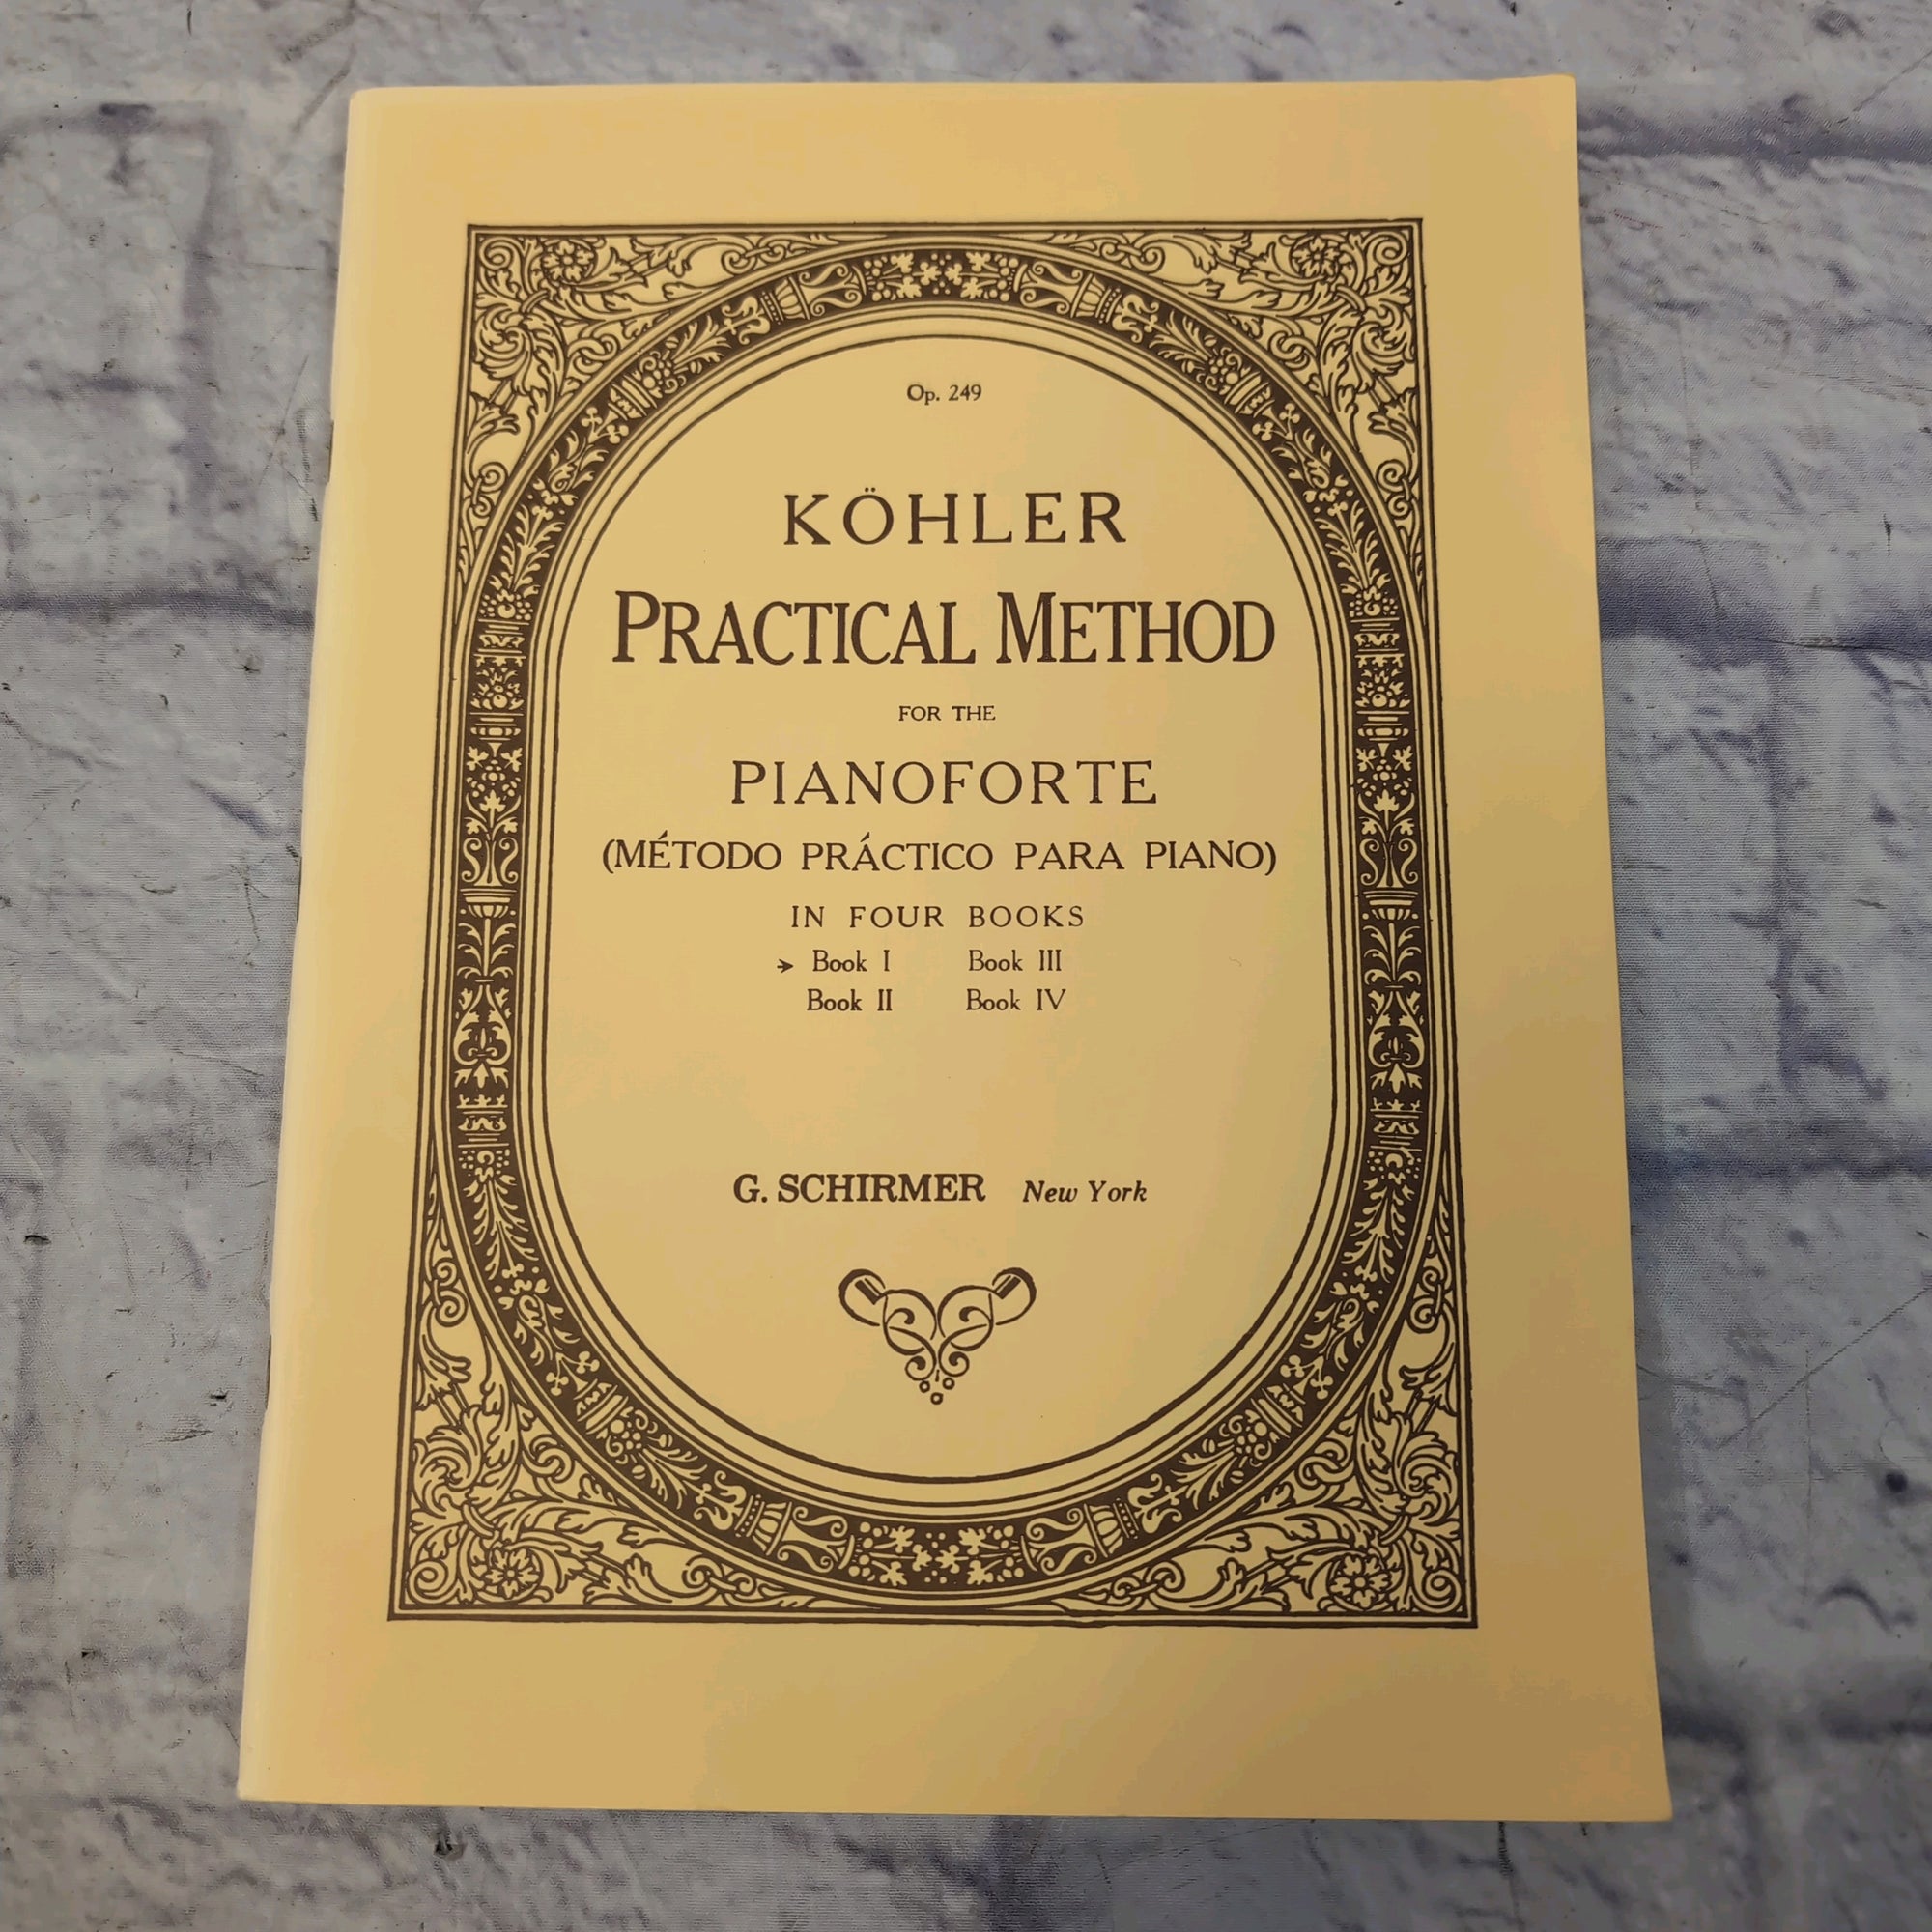 Op. 249
KÖHLER
PRACTICAL METHOD
FOR THE
PIANOFORTE
(MÉTODO PRÁCTICO PARA PIANO)
IN FOUR BOOKS
➔ Book I Book III
Book II Book IV
G. SCHIRMER New York